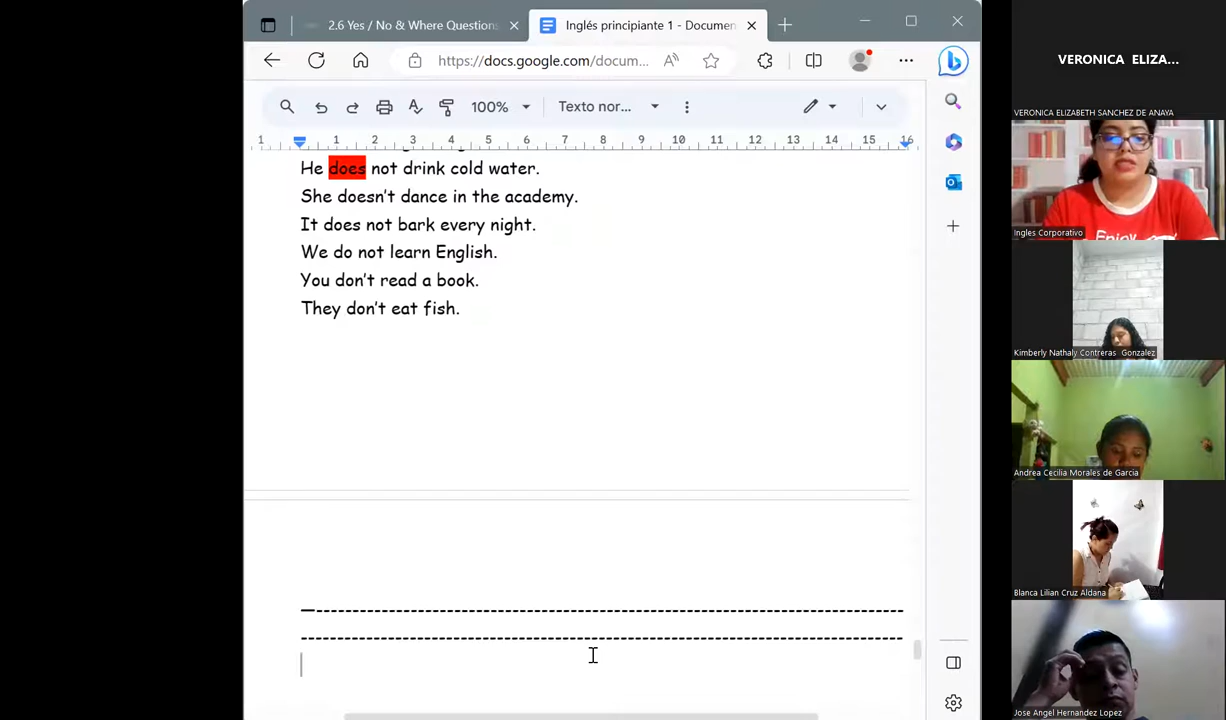 2.6 Yes / No & Where Questions
Inglés principiante 1 - Documen
https://docs.google.com/docum...
100%
Texto nor...
1 1 2 3 4 5 6 7 8 9 10 11 12 13 14 15 16
He does not drink cold water.
She doesn't dance in the academy.
It does not bark every night.
We do not learn English.
You don't read a book.
They don't eat fish.
VERONICA ELIZA...
VERONICA ELIZABETH SANCHEZ DE ANAYA
Enjoy
Ingles Corporativo
Kimberly Nathaly Contreras Gonzalez
Andrea Cecilia Morales de Garcia
Blanca Lilian Cruz Aldana
Jose Angel Hernandez Lopez